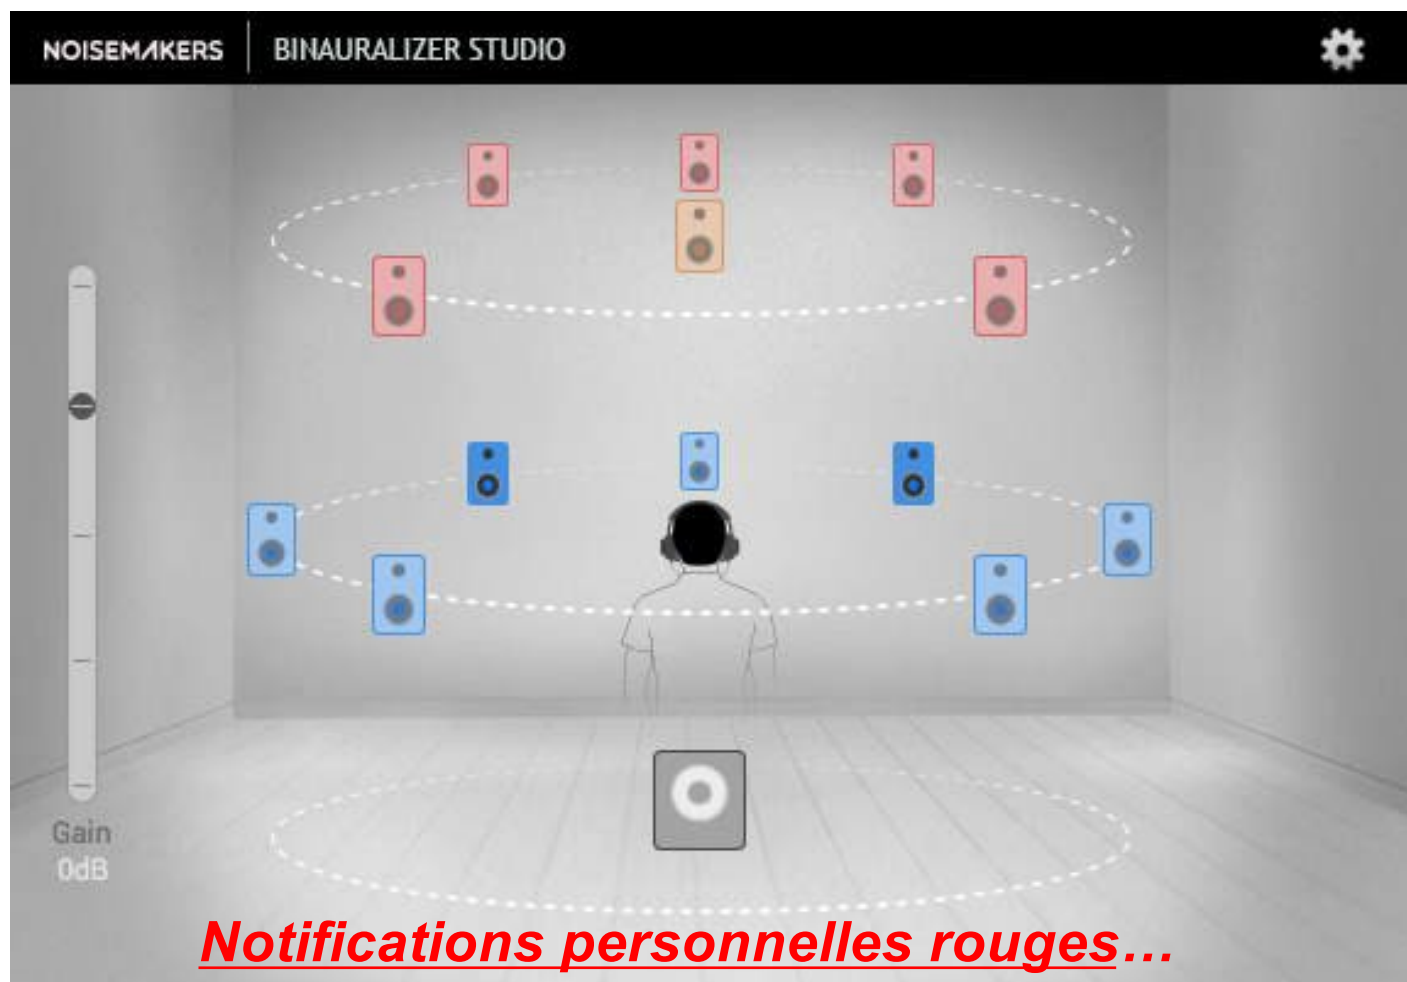 NOISEMAKERS
BINAURALIZER STUDIO
Gain
0dB
Notifications personnelles rouges…